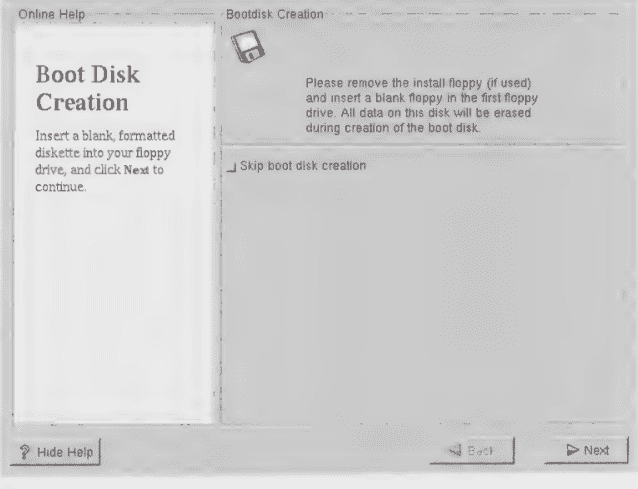 Online Help
Boot Disk
Creation
Insert a blank, formatted
diskette into your floppy
drive, and click Next to
continue.
Bootdisk Creation
Please remove the install floppy (if used)
and insert a blank floppy in the first floppy
drive. All data on this disk will be erased
during creation of the boot disk.
Skip boot disk creation
? Hide Help
Back
Next